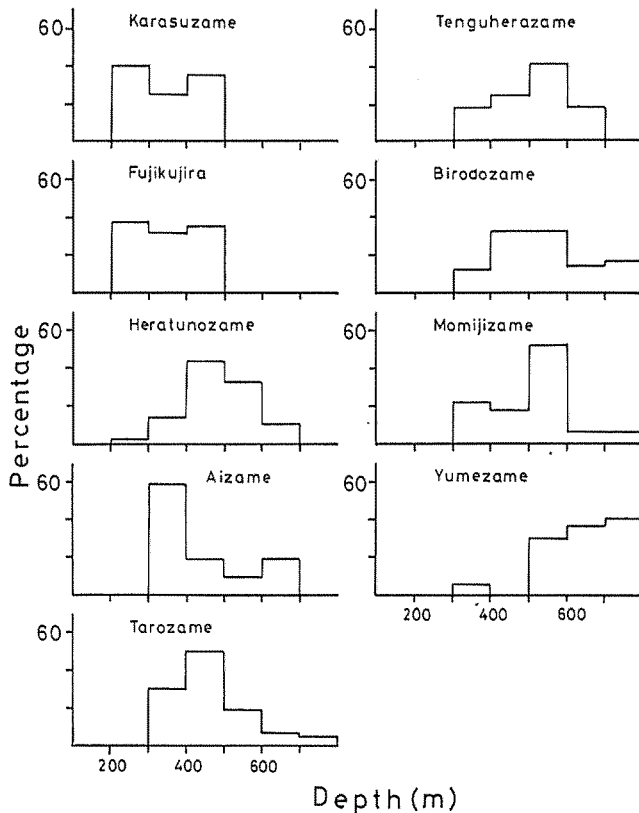 60
Karasuzame
60
Tenguherazame
60
Fujikujira
60
Birodozame
60
Heratunozame
60
Momijizame
60
Aizame
60
Yumezame
200 400 600
60
Tarozame
200 400 600
Percentage
Depth (m)